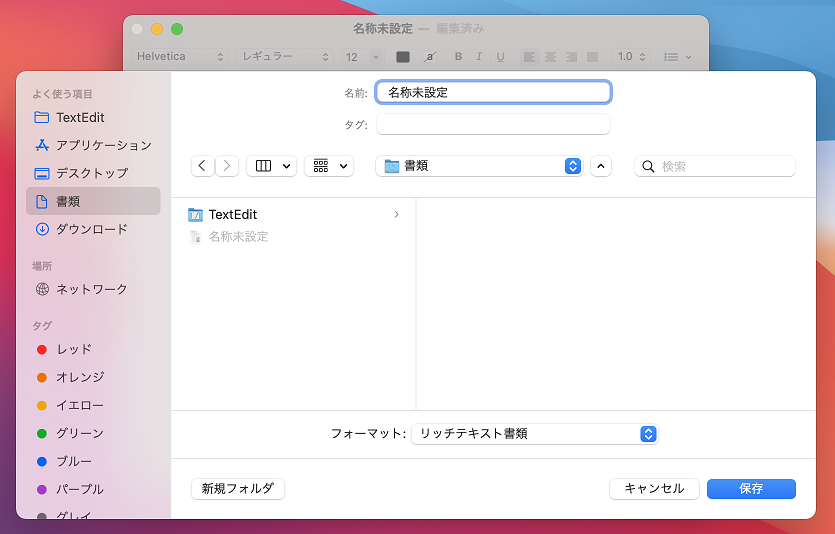 名称未設定 — 編集済み
Helvetica レギュラー 12 a B I U 1.0
よく使う項目
TextEdit
アプリケーション
デスクトップ
書類
ダウンロード
場所
ネットワーク
タグ
レッド
オレンジ
イエロー
グリーン
ブルー
パープル
グレイ
名前: 名称未設定
タグ:
書類 検索
TextEdit
名称未設定
フォーマット: リッチテキスト書類
新規フォルダ キャンセル 保存